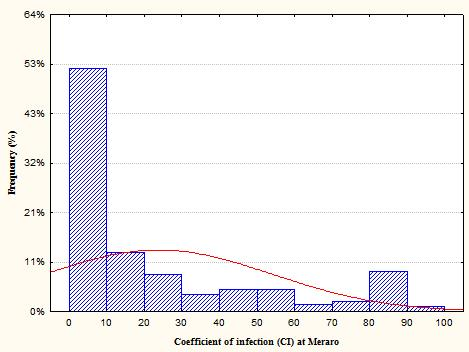 64%
53%
43%
32%
21%
11%
0%
Frequency (%)
0 10 20 30 40 50 60 70 80 90 100
Coefficient of infection (CI) at Meraro